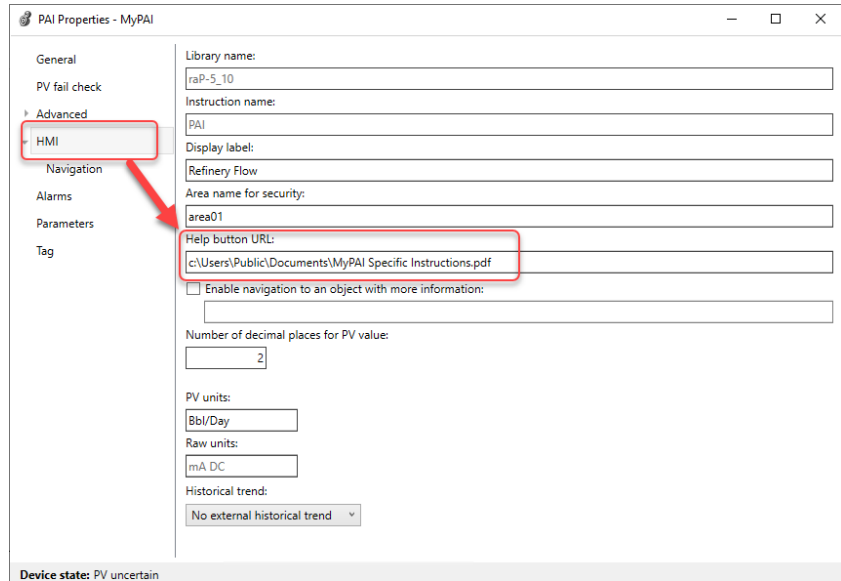 PAI Properties - MyPAI
General
PV fail check
Advanced
HMI
Navigation
Alarms
Parameters
Tag
Library name:
raP-5_10
Instruction name:
PAI
Display label:
Refinery Flow
Area name for security:
area01
Help button URL:
c:\Users\Public\Documents\MyPAI Specific Instructions.pdf
Enable navigation to an object with more information:
Number of decimal places for PV value:
2
PV units:
Bbl/Day
Raw units:
mA DC
Historical trend:
No external historical trend
Device state: PV uncertain